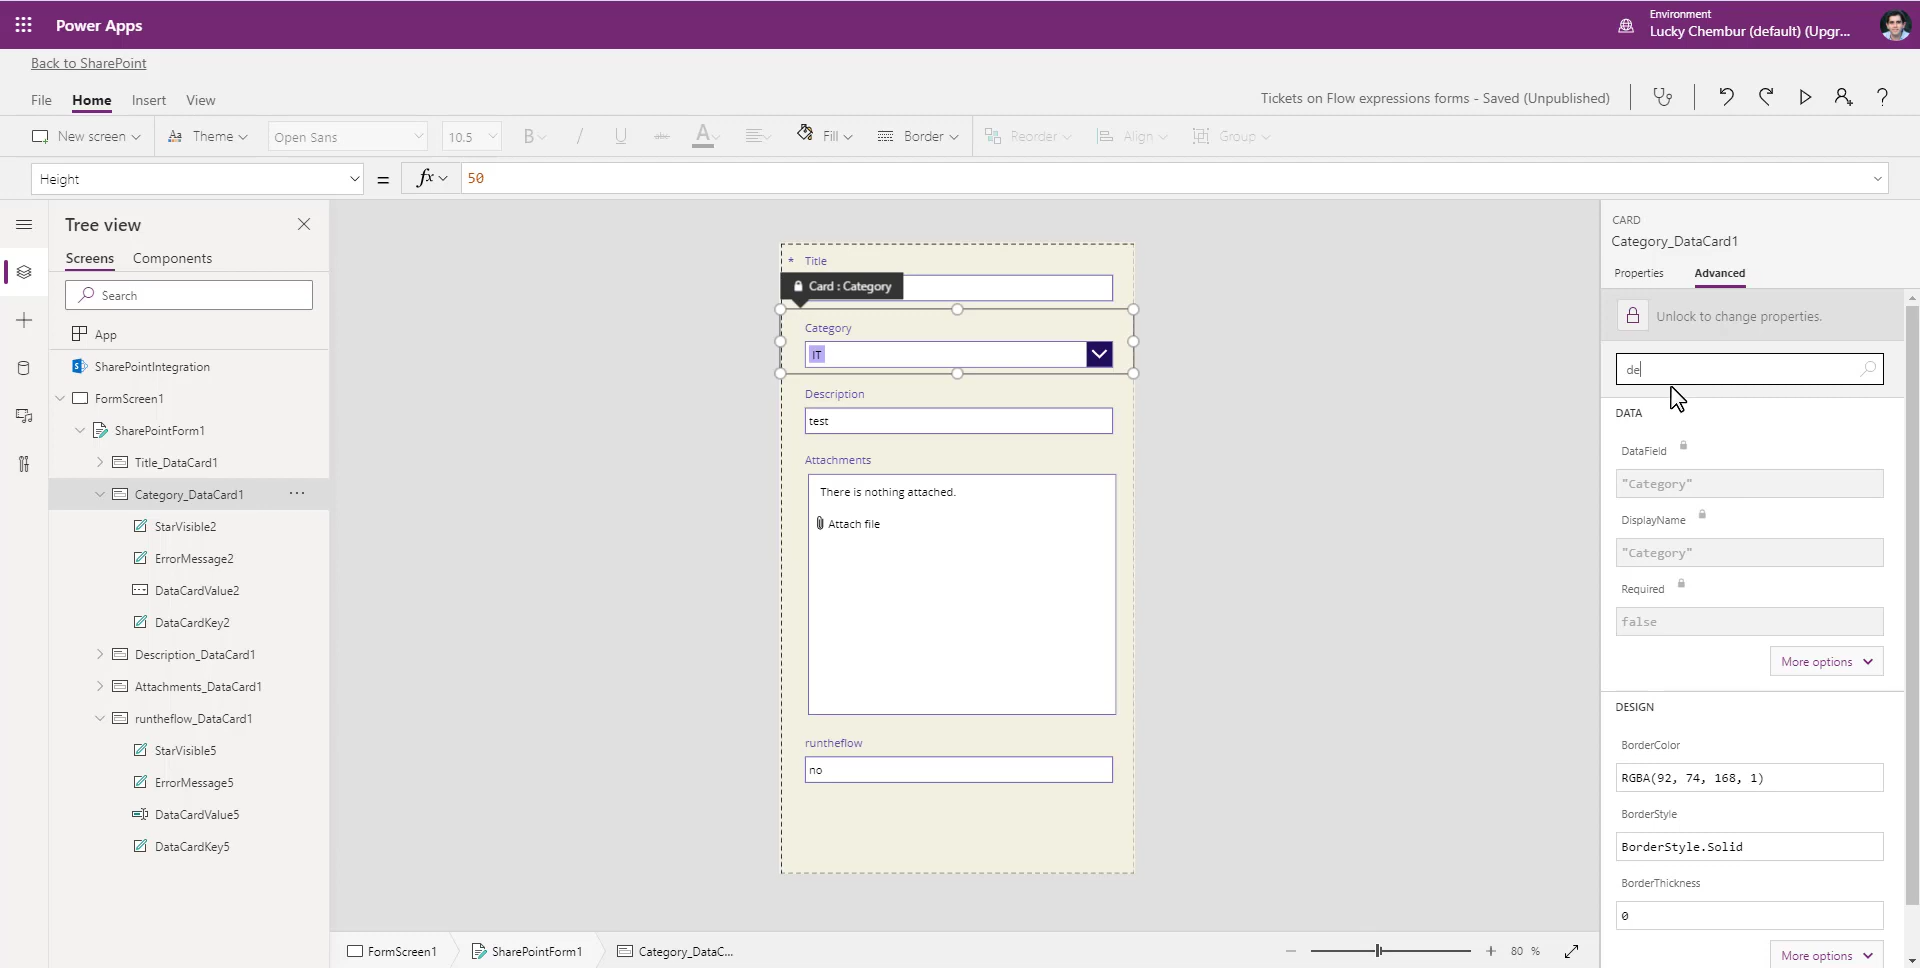 Power Apps
Environment
Lucky Chembur (default) (Upgr...
Back to SharePoint
File Home Insert View
Tickets on Flow expressions forms - Saved (Unpublished)
New screen Theme Open Sans 10.5 B / U abc A Fill Border Reorder Align Group
Height = fx 50
Tree view
Screens Components
Search
App
SharePointIntegration
FormScreen1
SharePointForm1
Title_DataCard1
Category_DataCard1 ...
StarVisible2
ErrorMessage2
DataCardValue2
DataCardKey2
Description_DataCard1
Attachments_DataCard1
runtheflow_DataCard1
StarVisible5
ErrorMessage5
DataCardValue5
DataCardKey5
* Title
Card : Category
Category
IT
Description
test
Attachments
There is nothing attached.
Attach file
runtheflow
no
FormScreen1 SharePointForm1 Category_DataC...
80 %
CARD
Category_DataCard1
Properties Advanced
Unlock to change properties.
de
DATA
DataField
"Category"
DisplayName
"Category"
Required
false
More options
DESIGN
BorderColor
RGBA(92, 74, 168, 1)
BorderStyle
BorderStyle.Solid
BorderThickness
0
More options